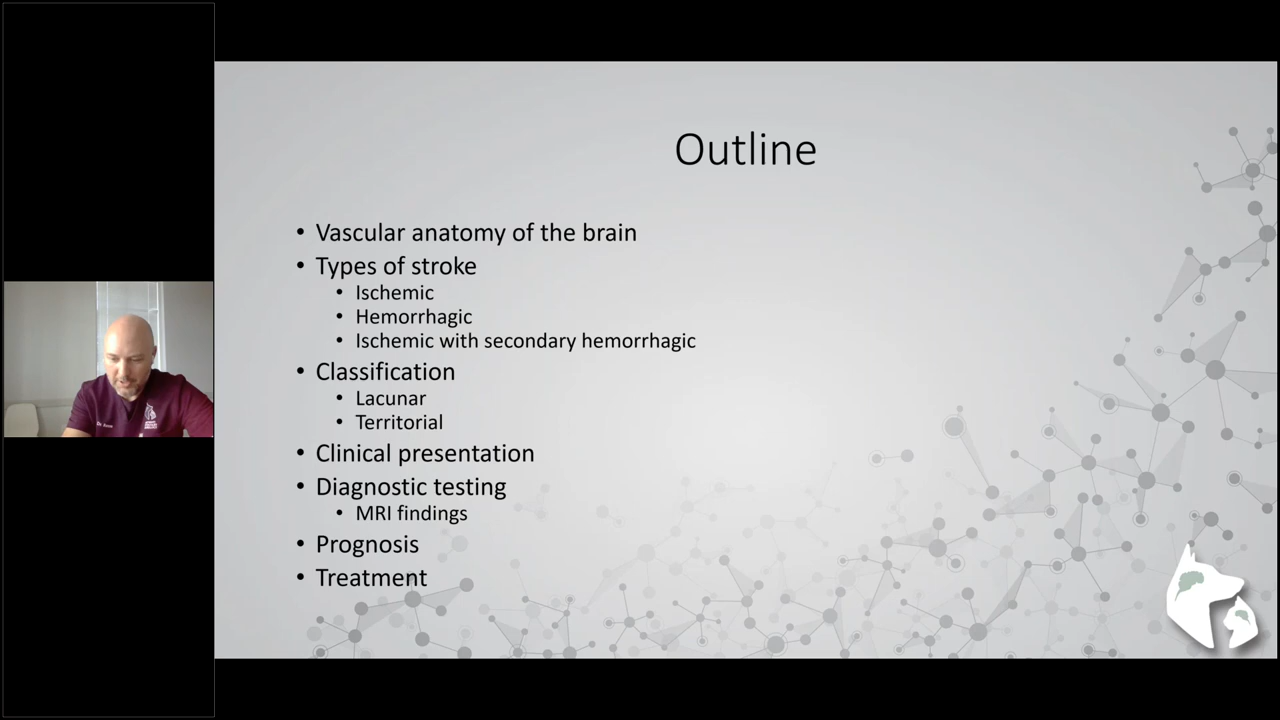 Outline
• Vascular anatomy of the brain
• Types of stroke
• Ischemic
• Hemorrhagic
• Ischemic with secondary hemorrhagic
• Classification
• Lacunar
• Territorial
• Clinical presentation
• Diagnostic testing
• MRI findings
• Prognosis
• Treatment